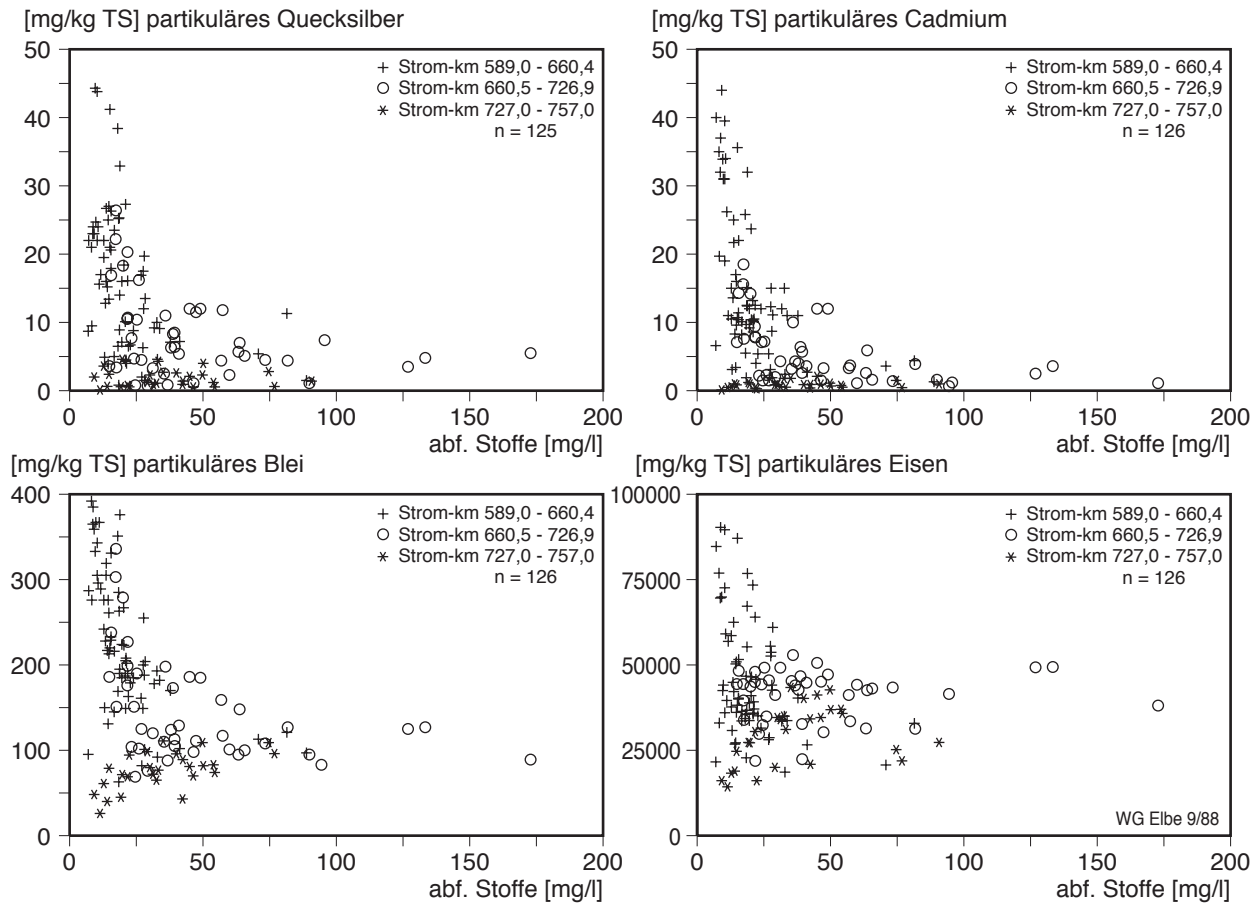 [mg/kg TS] partikuläres Quecksilber
50
40
30
20
10
0
0 50 100 150 200
abf. Stoffe [mg/l]
+ Strom-km 589,0 - 660,4
○ Strom-km 660,5 - 726,9
* Strom-km 727,0 - 757,0
n = 125
[mg/kg TS] partikuläres Cadmium
50
40
30
20
10
0
0 50 100 150 200
abf. Stoffe [mg/l]
+ Strom-km 589,0 - 660,4
○ Strom-km 660,5 - 726,9
* Strom-km 727,0 - 757,0
n = 126
[mg/kg TS] partikuläres Blei
400
300
200
100
0
0 50 100 150 200
abf. Stoffe [mg/l]
+ Strom-km 589,0 - 660,4
○ Strom-km 660,5 - 726,9
* Strom-km 727,0 - 757,0
n = 126
[mg/kg TS] partikuläres Eisen
100000
75000
50000
25000
0
0 50 100 150 200
abf. Stoffe [mg/l]
+ Strom-km 589,0 - 660,4
○ Strom-km 660,5 - 726,9
* Strom-km 727,0 - 757,0
n = 126
WG Elbe 9/88